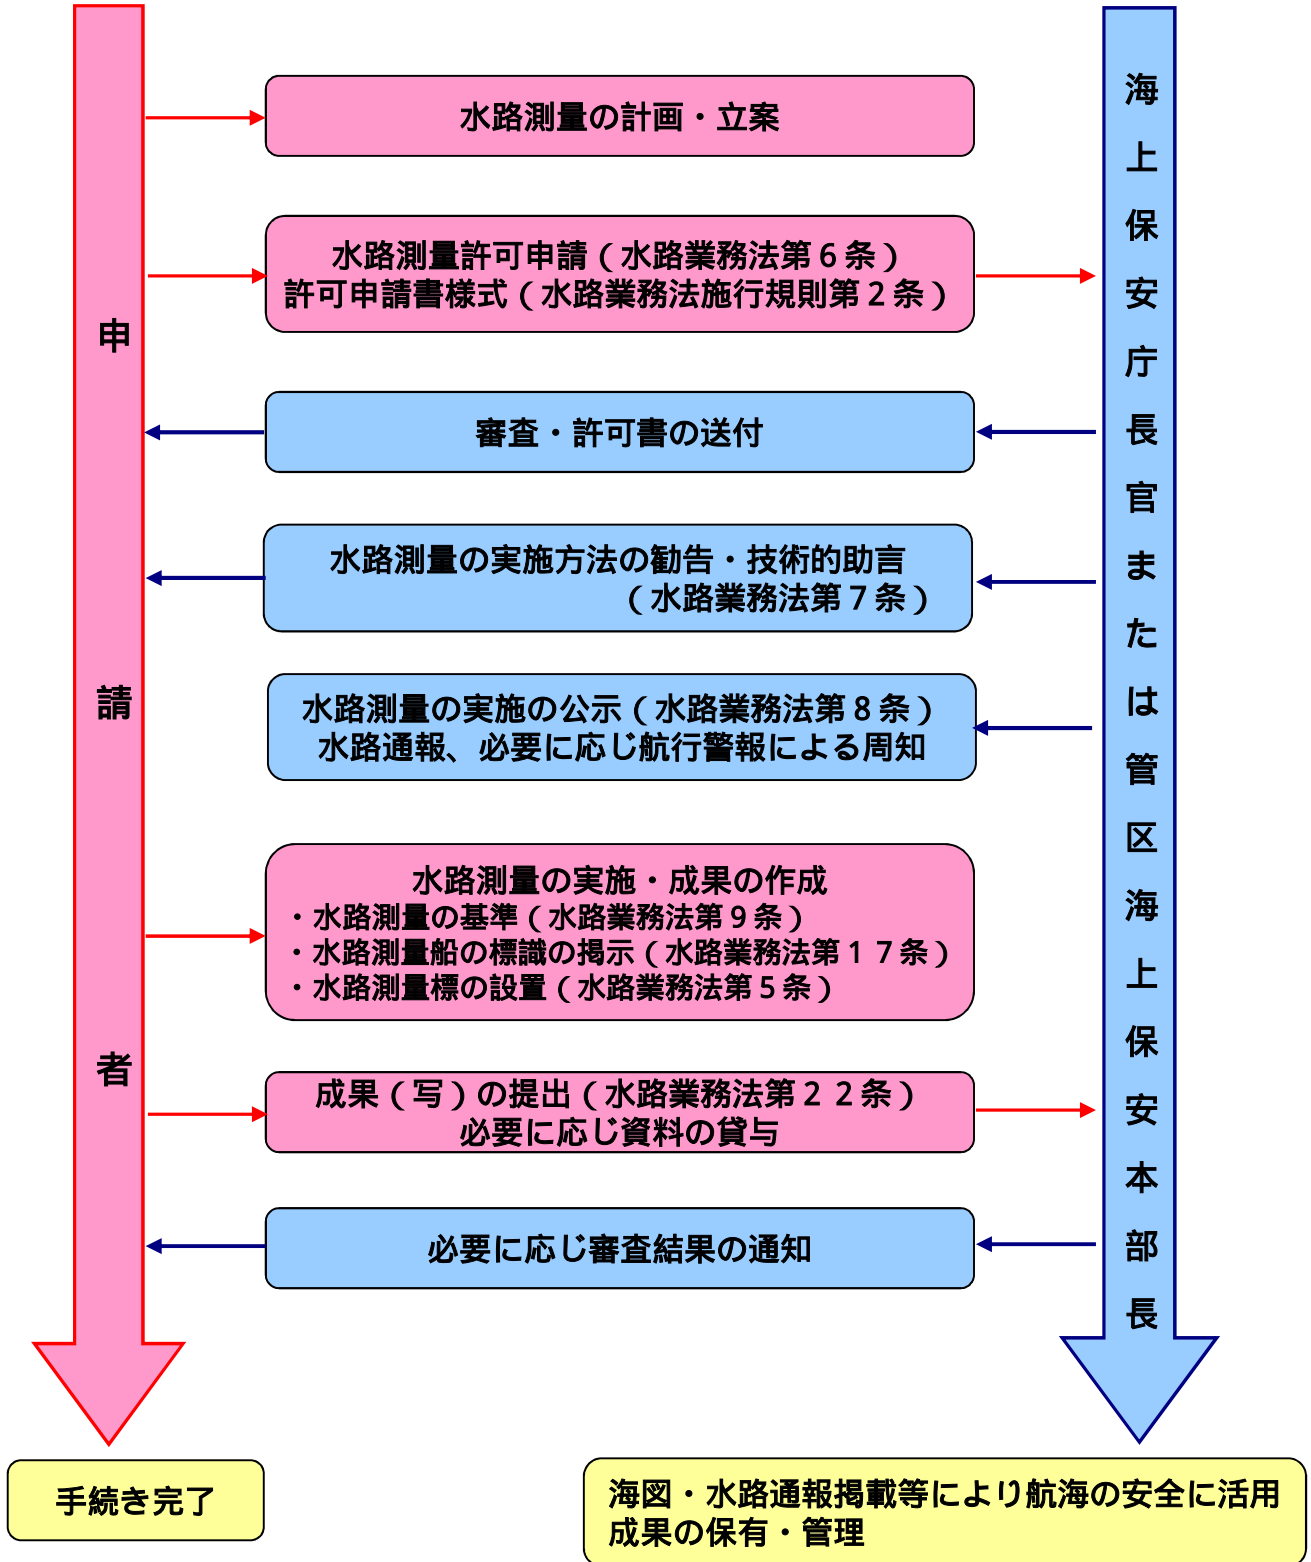 水路測量の計画・立案
水路測量許可申請（水路業務法第６条）
許可申請書様式（水路業務法施行規則第２条）
審査・許可書の送付
水路測量の実施方法の勧告・技術的助言
（水路業務法第７条）
水路測量の実施の公示（水路業務法第８条）
水路通報、必要に応じ航行警報による周知
水路測量の実施・成果の作成
・水路測量の基準（水路業務法第９条）
・水路測量船の標識の掲示（水路業務法第１７条）
・水路測量標の設置（水路業務法第５条）
成果（写）の提出（水路業務法第２２条）
必要に応じ資料の貸与
必要に応じ審査結果の通知
申請者
海上保安庁長官または管区海上保安本部長
手続き完了
海図・水路通報掲載等により航海の安全に活用
成果の保有・管理